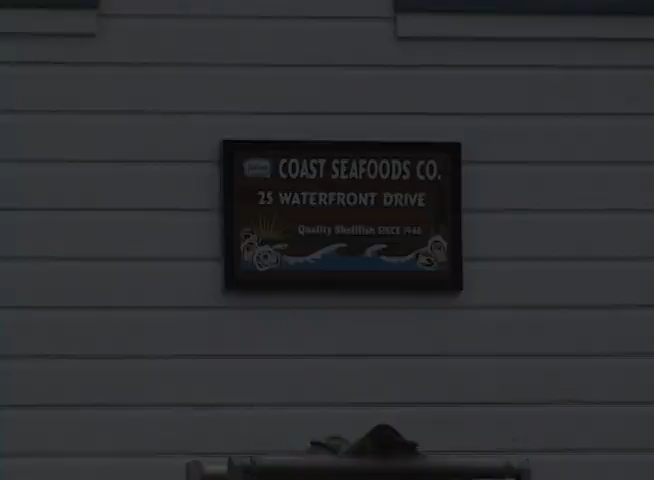 COAST SEAFOODS CO.
25 WATERFRONT DRIVE
Quality Shellfish SINCE 1946